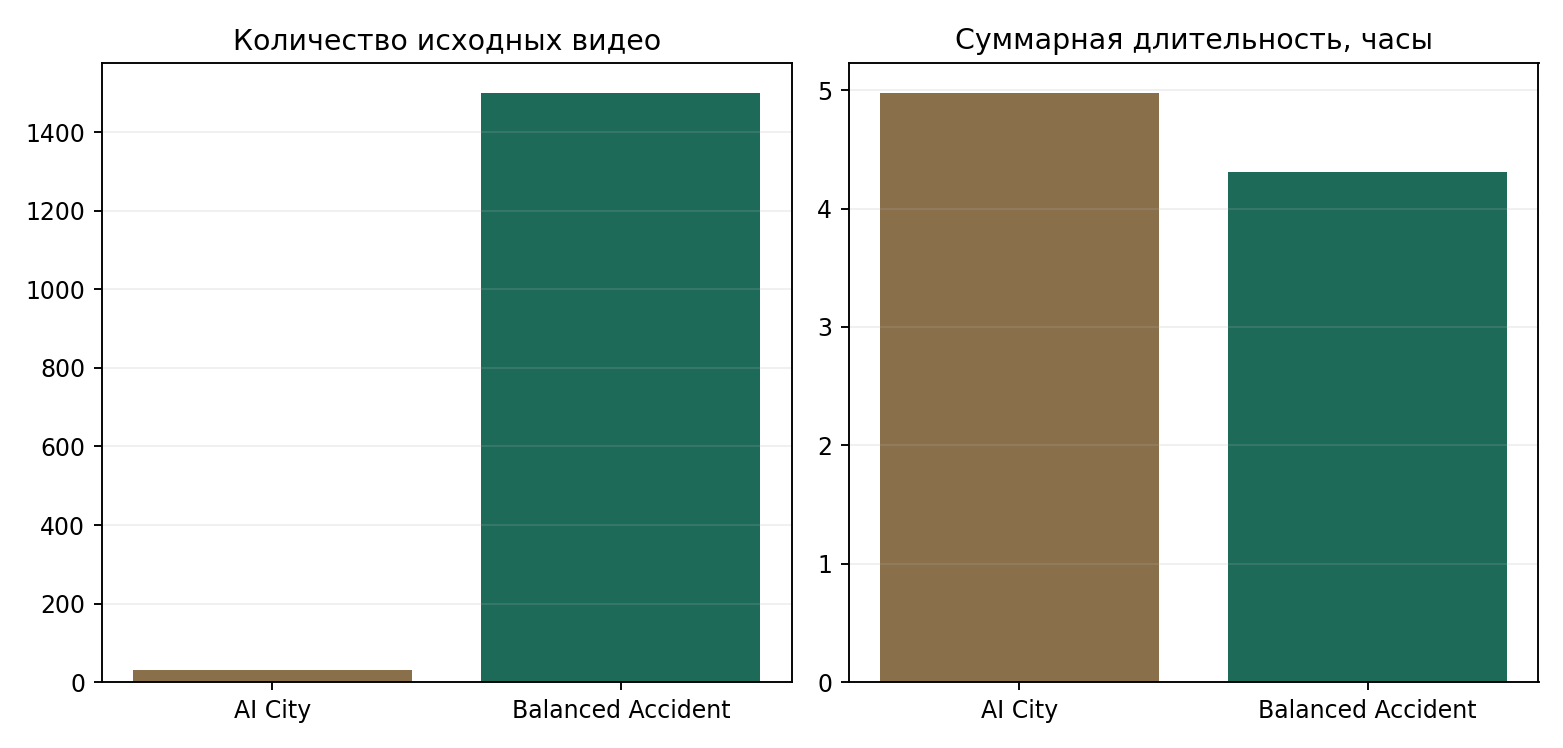 Количество исходных видео
1400
1200
1000
800
600
400
200
0
AI City
Balanced Accident
Суммарная длительность, часы
5
4
3
2
1
0
AI City
Balanced Accident